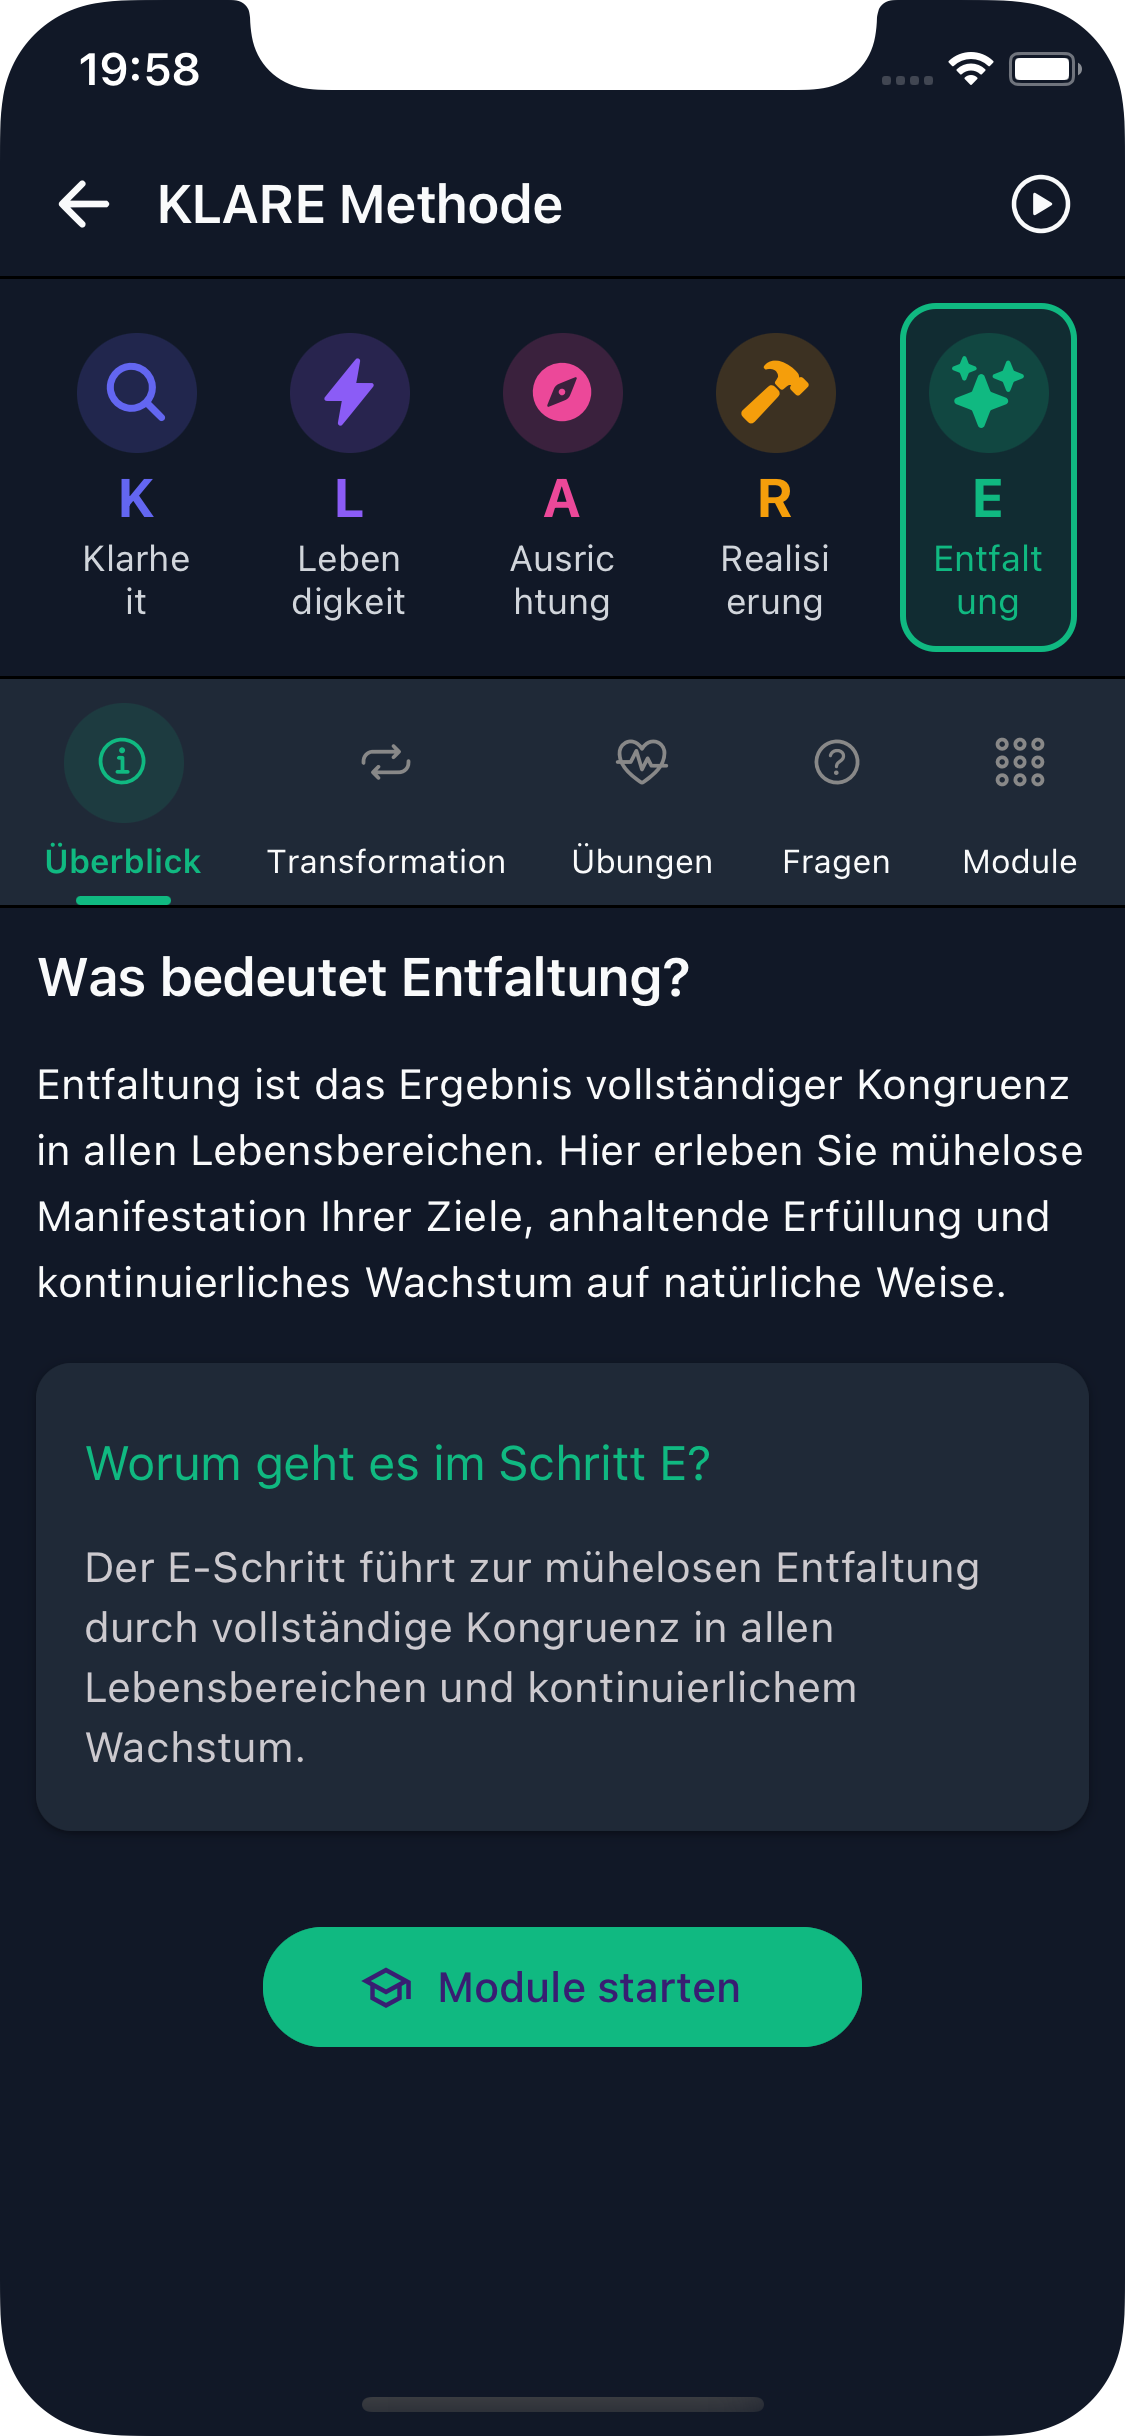 19:58
KLARE Methode
K
Klarhe
it
L
Leben
digkeit
A
Ausric
htung
R
Realisi
erung
E
Entfalt
ung
Überblick
Transformation
Übungen
Fragen
Module
Was bedeutet Entfaltung?
Entfaltung ist das Ergebnis vollständiger Kongruenz
in allen Lebensbereichen. Hier erleben Sie mühelose
Manifestation Ihrer Ziele, anhaltende Erfüllung und
kontinuierliches Wachstum auf natürliche Weise.
Worum geht es im Schritt E?
Der E-Schritt führt zur mühelosen Entfaltung
durch vollständige Kongruenz in allen
Lebensbereichen und kontinuierlichem
Wachstum.
Module starten